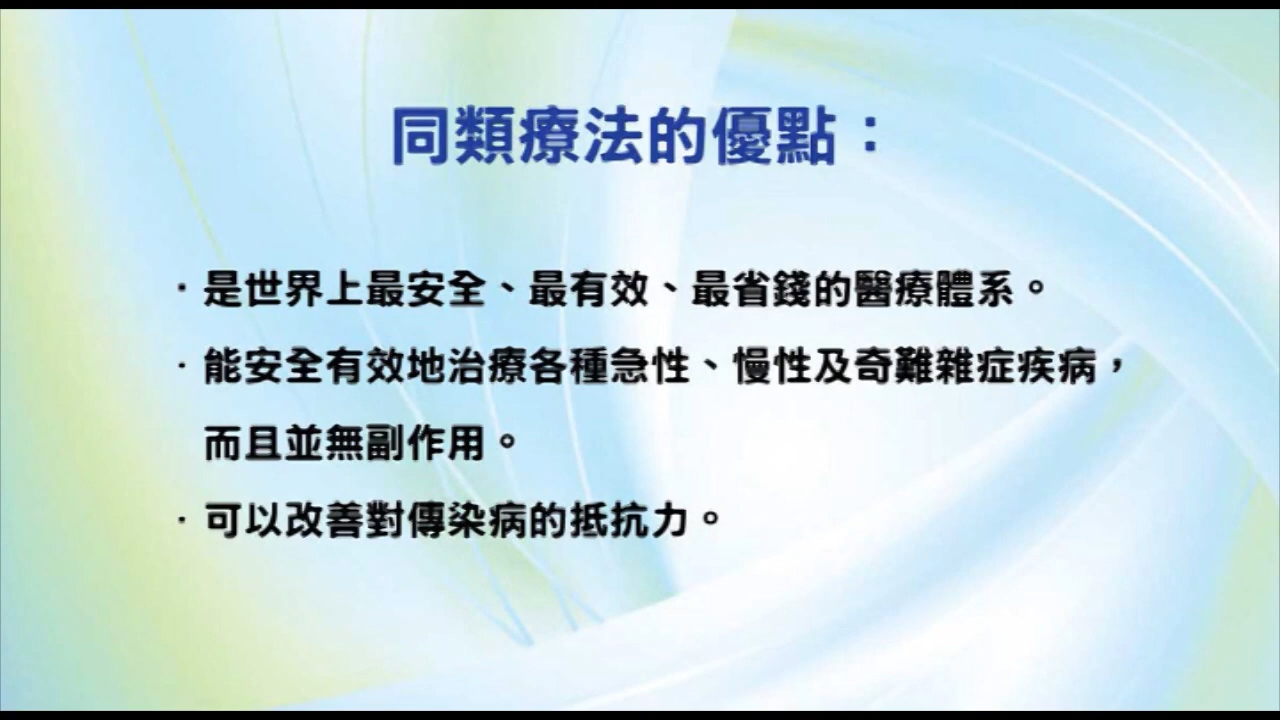 同類療法的優點：
·是世界上最安全、最有效、最省錢的醫療體系。
·能安全有效地治療各種急性、慢性及奇難雜症疾病，
而且並無副作用。
·可以改善對傳染病的抵抗力。